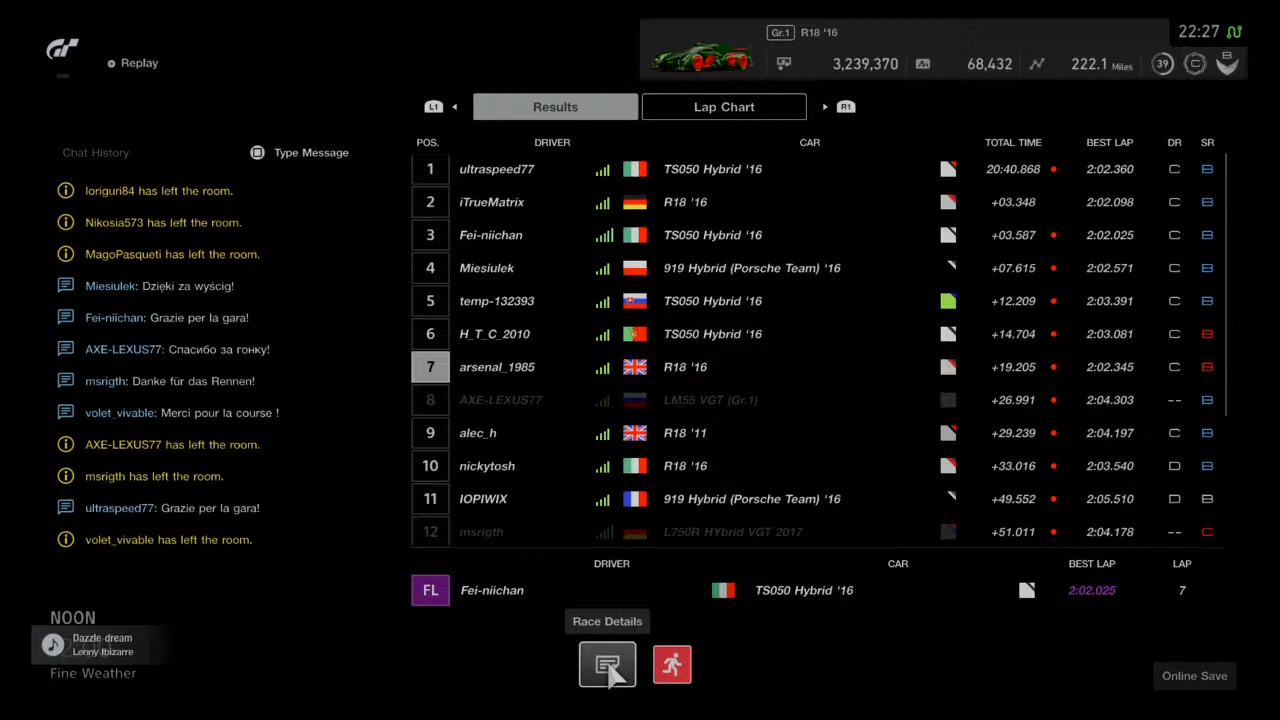 Replay
Gr.1 R18 '16
22:27
3,239,370 68,432 222.1 Miles 39 C B
L1 Results Lap Chart R1
Chat History Type Message
loriguri84 has left the room.
Nikosia573 has left the room.
MagoPasqueti has left the room.
Miesiulek: Dzięki za wyścig!
Fei-niichan: Grazie per la gara!
AXE-LEXUS77: Спасибо за гонку!
msrigth: Danke für das Rennen!
volet_vivable: Merci pour la course !
AXE-LEXUS77 has left the room.
msrigth has left the room.
ultraspeed77: Grazie per la gara!
volet_vivable has left the room.
POS. DRIVER CAR TOTAL TIME BEST LAP DR SR
1 ultraspeed77 TS050 Hybrid '16 20:40.868 2:02.360 C B
2 iTrueMatrix R18 '16 +03.348 2:02.098 C B
3 Fei-niichan TS050 Hybrid '16 +03.587 2:02.025 C B
4 Miesiulek 919 Hybrid (Porsche Team) '16 +07.615 2:02.571 C B
5 temp-132393 TS050 Hybrid '16 +12.209 2:03.391 C B
6 H_T_C_2010 TS050 Hybrid '16 +14.704 2:03.081 C B
7 arsenal_1985 R18 '16 +19.205 2:02.345 C B
8 AXE-LEXUS77 LM55 VGT (Gr.1) +26.991 2:04.303 -- B
9 alec_h R18 '11 +29.239 2:04.197 C B
10 nickytosh R18 '16 +33.016 2:03.540 D B
11 IOPIWIX 919 Hybrid (Porsche Team) '16 +49.552 2:05.510 D B
12 msrigth L750R HYbrid VGT 2017 +51.011 2:04.178 -- C
DRIVER CAR BEST LAP LAP
FL Fei-niichan TS050 Hybrid '16 2:02.025 7
NOON
Dazzle dream
Lenny Ibizarre
Fine Weather
Race Details
Online Save